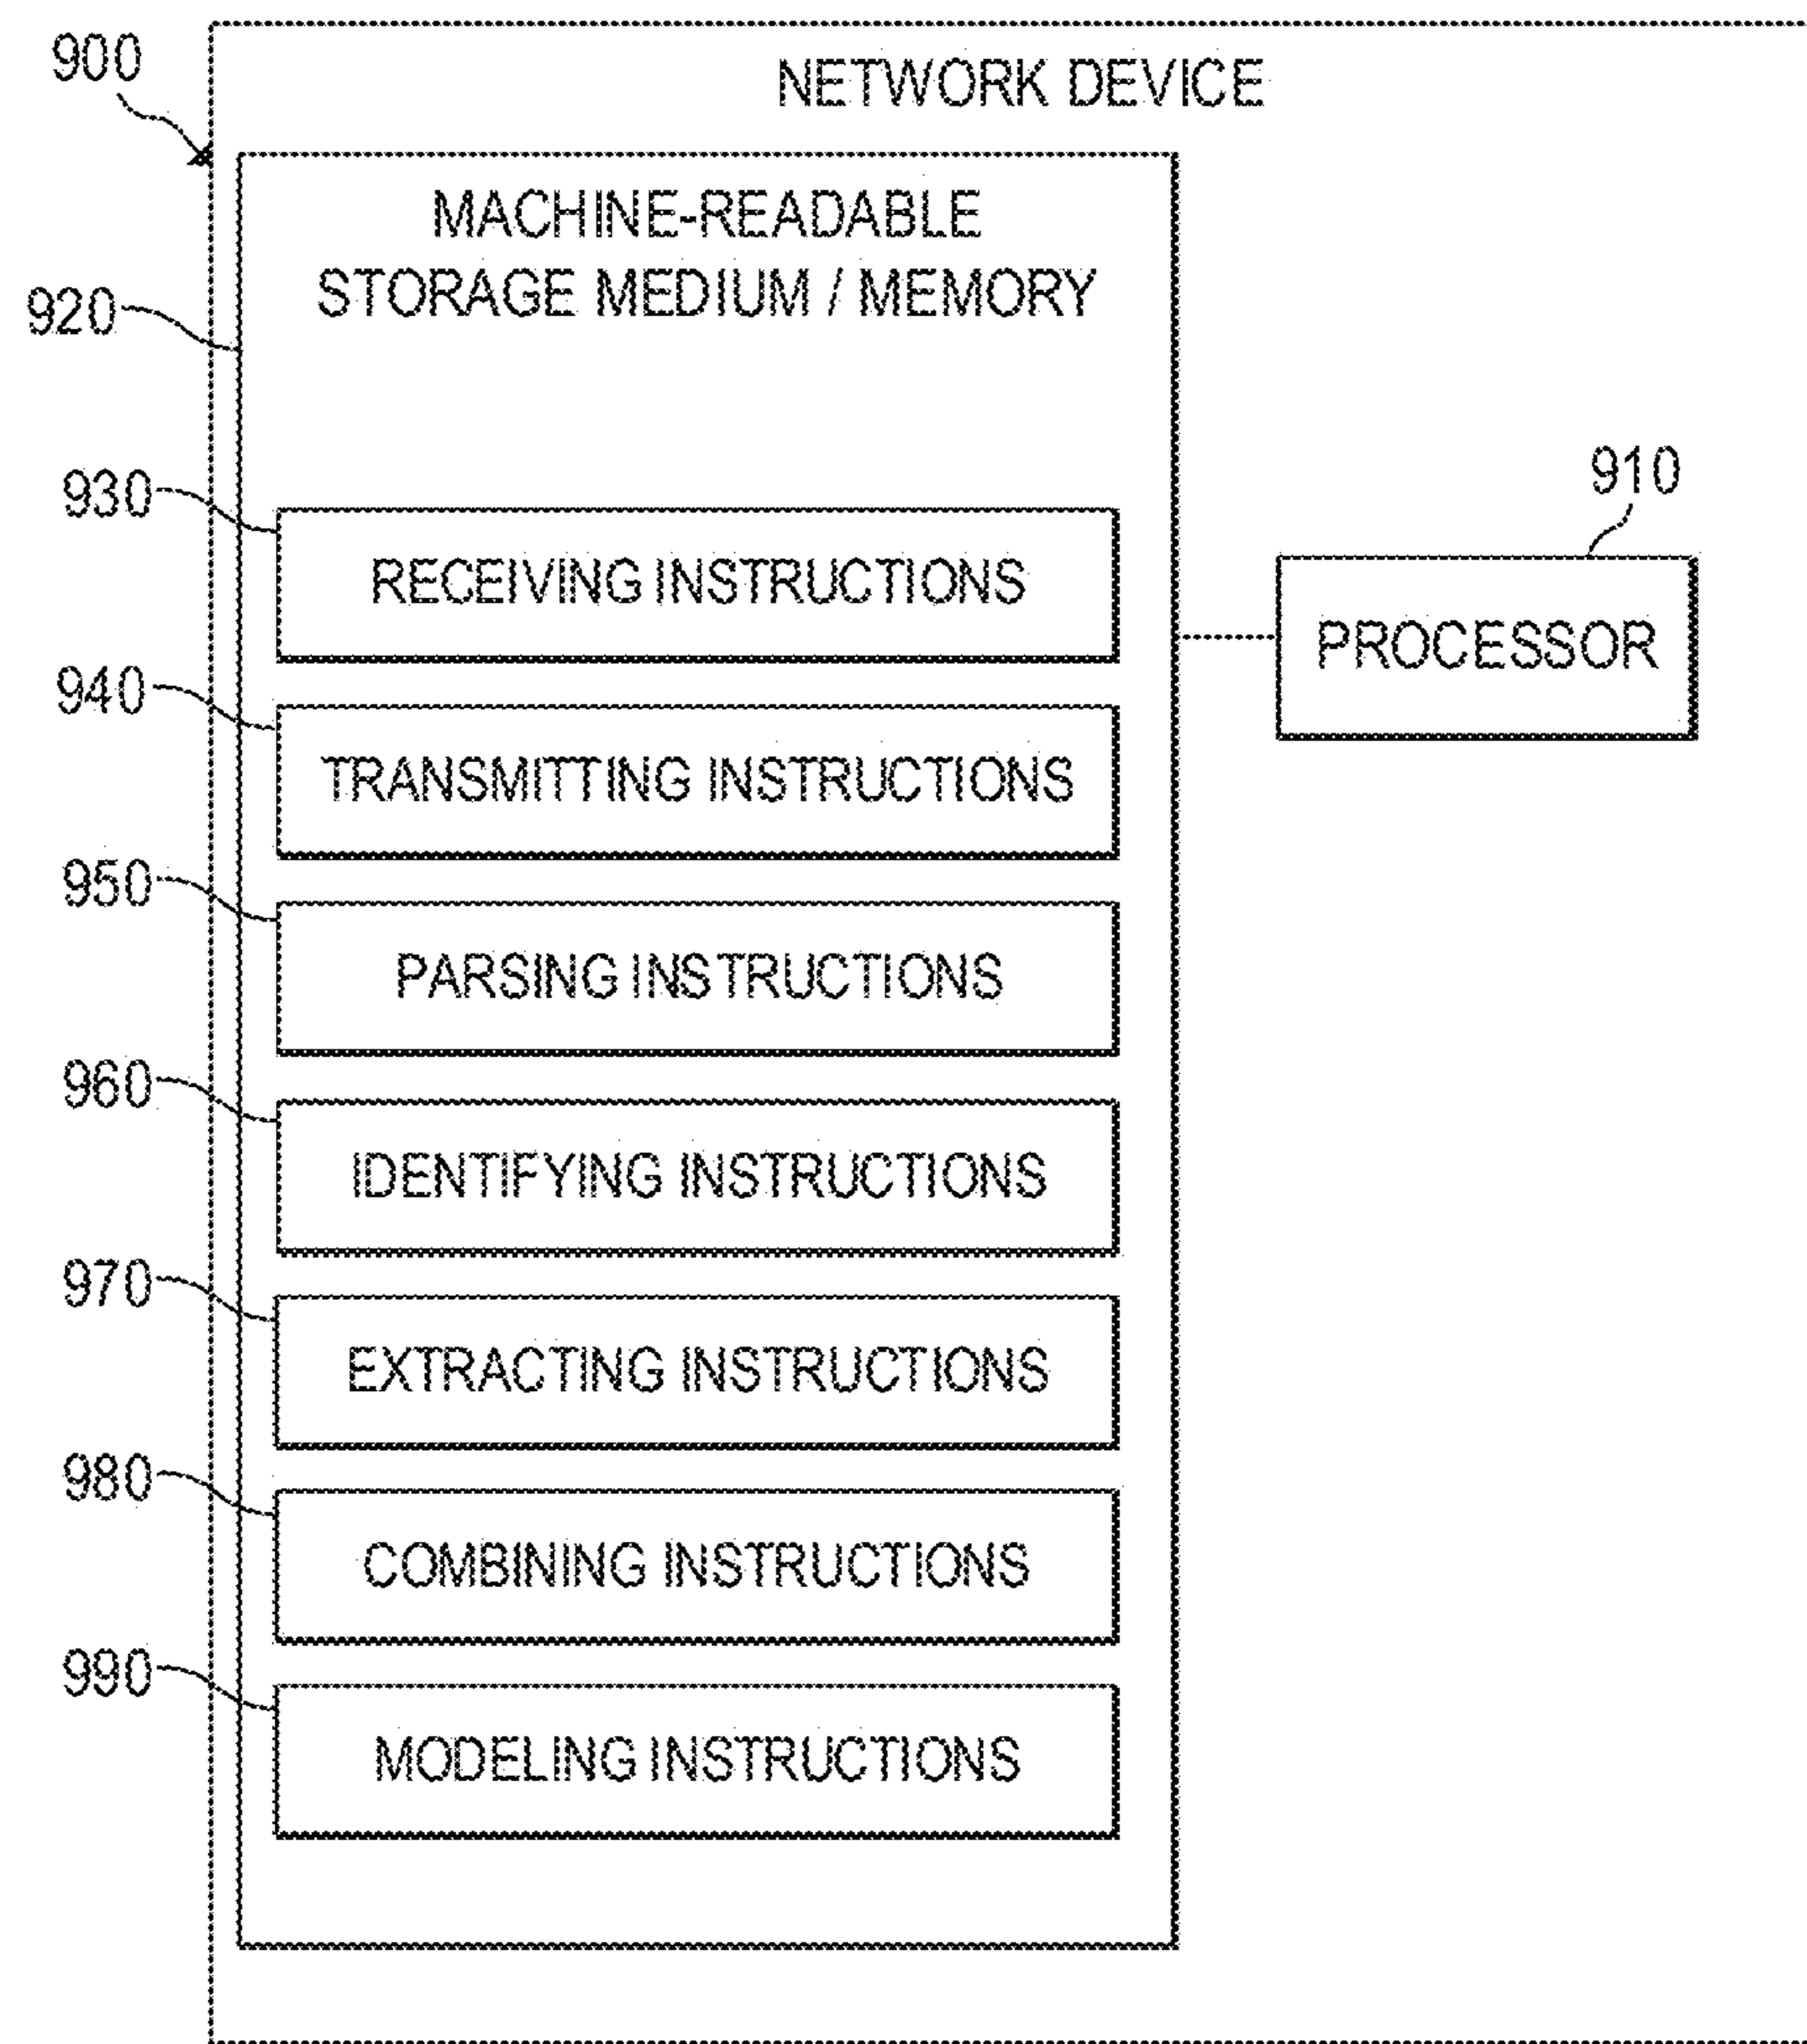 900
NETWORK DEVICE
MACHINE-READABLE
STORAGE MEDIUM / MEMORY
920
930
RECEIVING INSTRUCTIONS
910
PROCESSOR
940
TRANSMITTING INSTRUCTIONS
950
PARSING INSTRUCTIONS
960
IDENTIFYING INSTRUCTIONS
970
EXTRACTING INSTRUCTIONS
980
COMBINING INSTRUCTIONS
990
MODELING INSTRUCTIONS